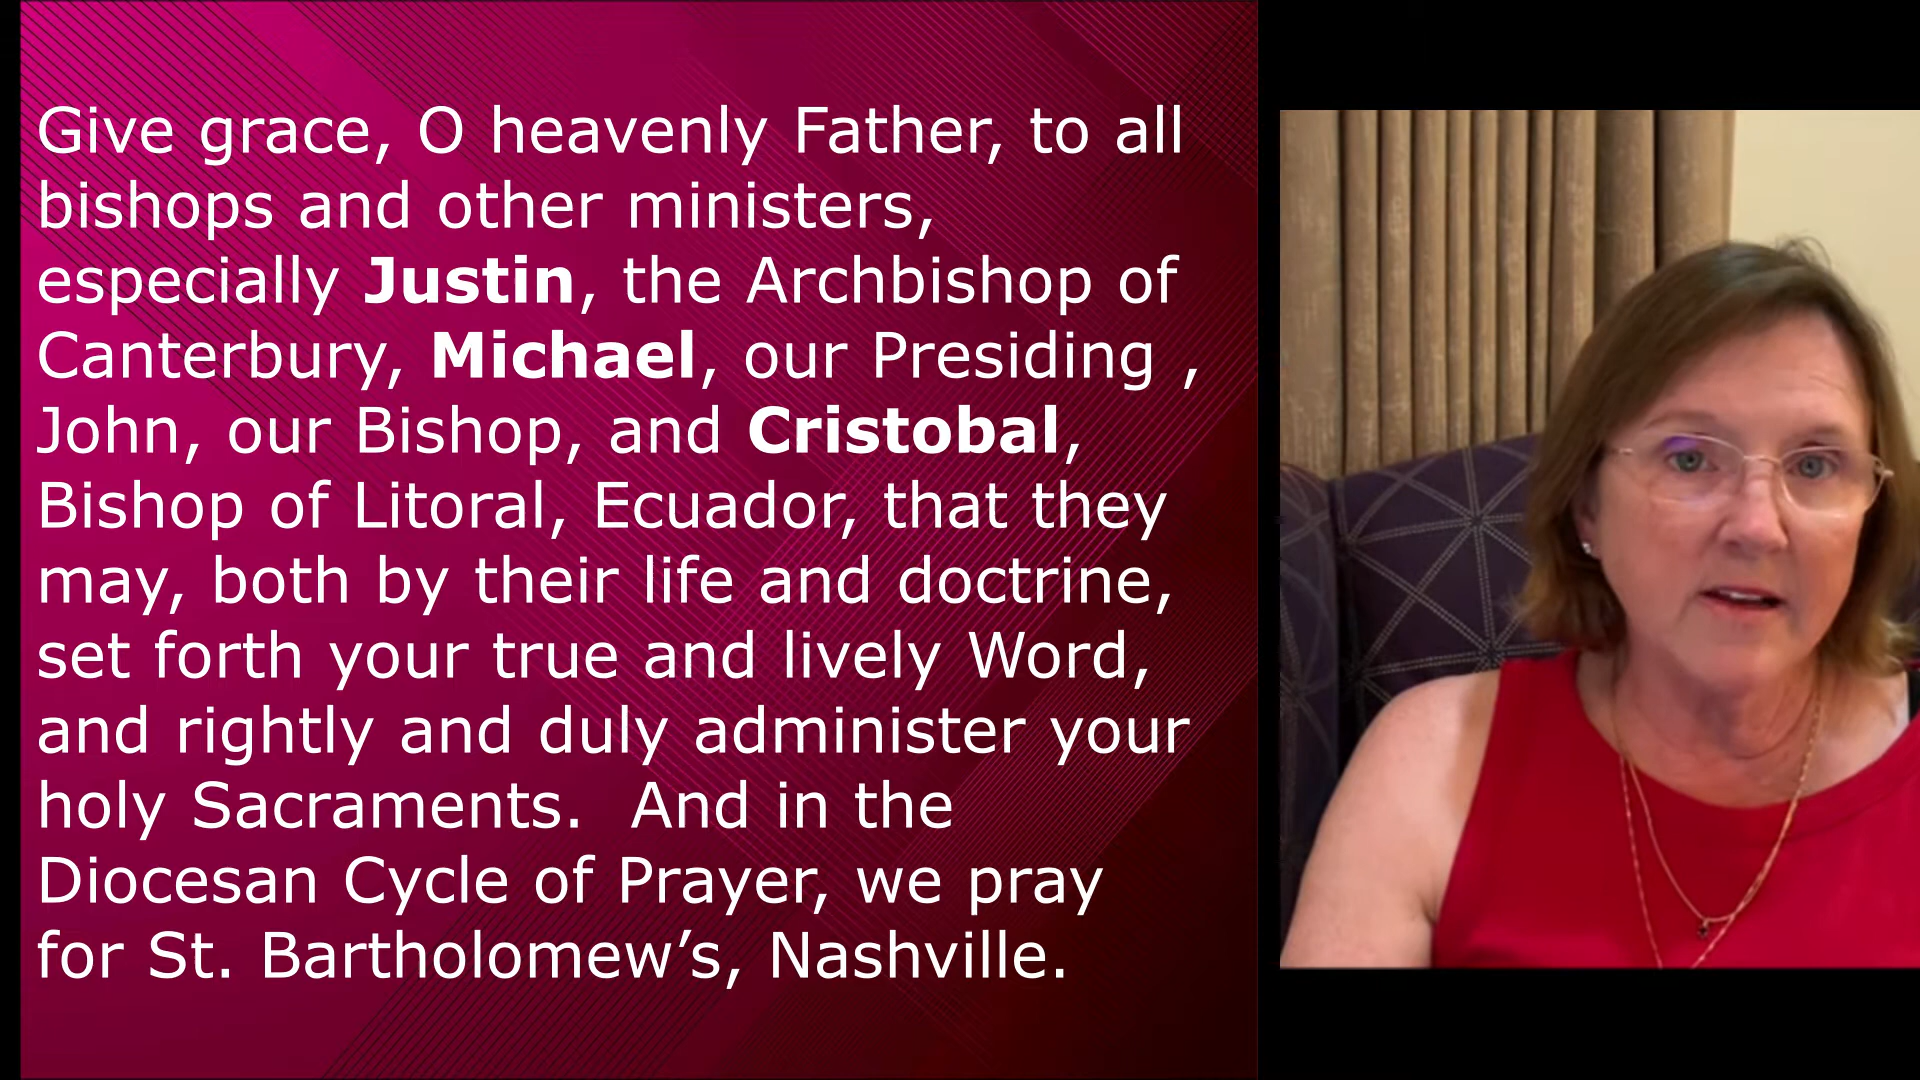 Give grace, O heavenly Father, to all
bishops and other ministers,
especially Justin, the Archbishop of
Canterbury, Michael, our Presiding ,
John, our Bishop, and Cristobal,
Bishop of Litoral, Ecuador, that they
may, both by their life and doctrine,
set forth your true and lively Word,
and rightly and duly administer your
holy Sacraments.  And in the
Diocesan Cycle of Prayer, we pray
for St. Bartholomew’s, Nashville.